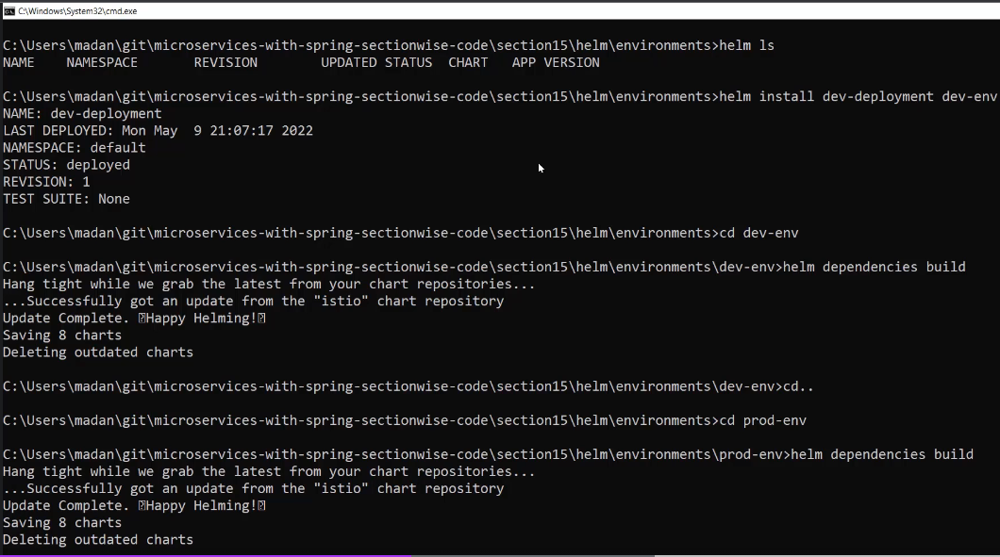 C:\Windows\System32\cmd.exe
C:\Users\madan\git\microservices-with-spring-sectionwise-code\section15\helm\environments>helm ls
NAME NAMESPACE REVISION UPDATED STATUS CHART APP VERSION
C:\Users\madan\git\microservices-with-spring-sectionwise-code\section15\helm\environments>helm install dev-deployment dev-env
NAME: dev-deployment
LAST DEPLOYED: Mon May  9 21:07:17 2022
NAMESPACE: default
STATUS: deployed
REVISION: 1
TEST SUITE: None
C:\Users\madan\git\microservices-with-spring-sectionwise-code\section15\helm\environments>cd dev-env
C:\Users\madan\git\microservices-with-spring-sectionwise-code\section15\helm\environments\dev-env>helm dependencies build
Hang tight while we grab the latest from your chart repositories...
...Successfully got an update from the "istio" chart repository
Update Complete. ⍰Happy Helming!⍰
Saving 8 charts
Deleting outdated charts
C:\Users\madan\git\microservices-with-spring-sectionwise-code\section15\helm\environments\dev-env>cd..
C:\Users\madan\git\microservices-with-spring-sectionwise-code\section15\helm\environments>cd prod-env
C:\Users\madan\git\microservices-with-spring-sectionwise-code\section15\helm\environments\prod-env>helm dependencies build
Hang tight while we grab the latest from your chart repositories...
...Successfully got an update from the "istio" chart repository
Update Complete. ⍰Happy Helming!⍰
Saving 8 charts
Deleting outdated charts